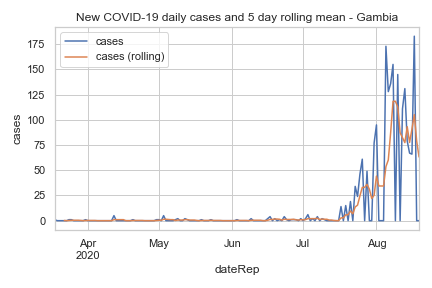 New COVID-19 daily cases and 5 day rolling mean - Gambia
cases
cases (rolling)
175
150
125
100
75
50
25
0
cases
Apr
2020
May
Jun
Jul
Aug
dateRep